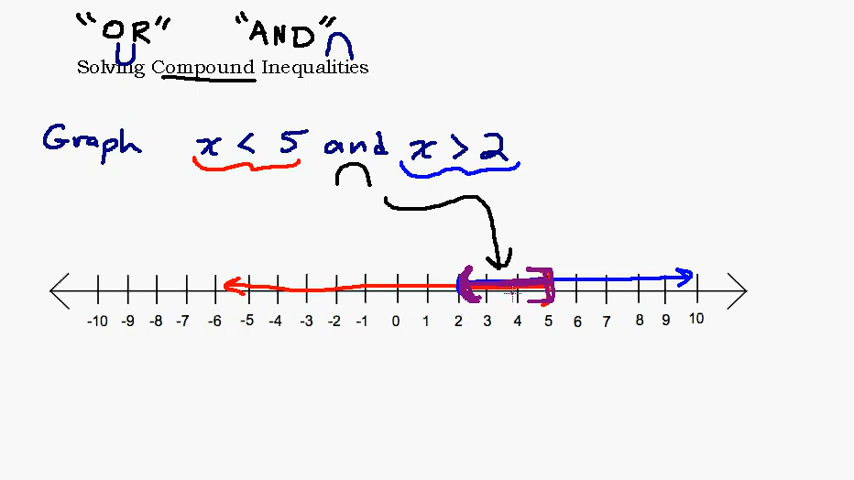 "OR" "AND" ∩
∪
Solving Compound Inequalities
Graph x < 5 and x > 2
∩
-10 -9 -8 -7 -6 -5 -4 -3 -2 -1 0 1 2 3 4 5 6 7 8 9 10